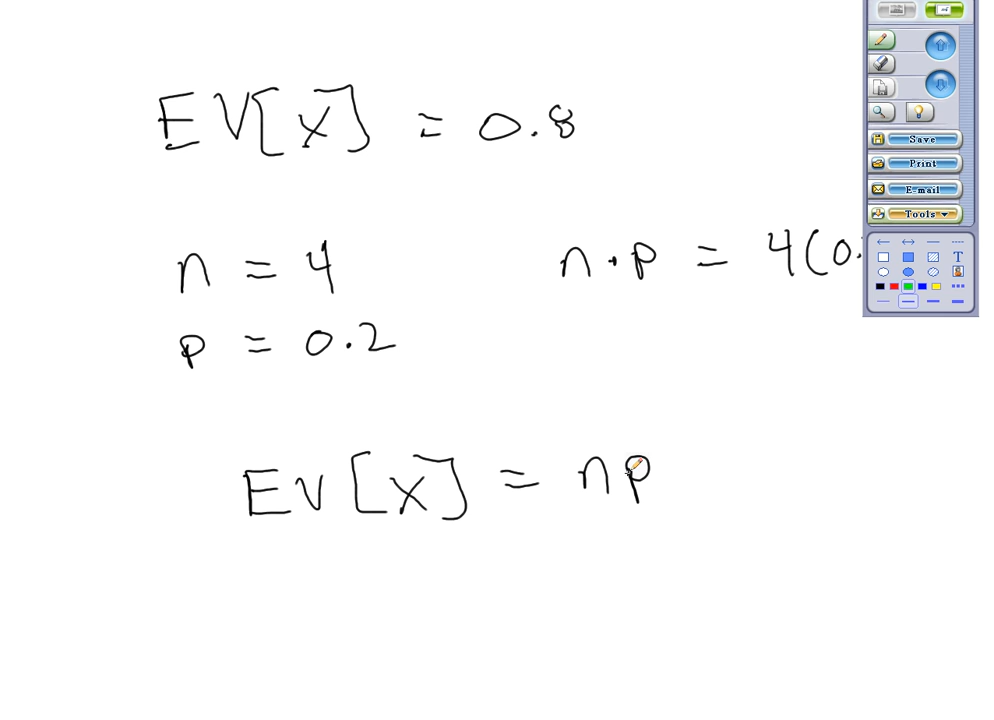 EV[X] = 0.8
n = 4
n · p = 4(0.
p = 0.2
EV[X] = np
Save
Print
E-mail
Tools
T